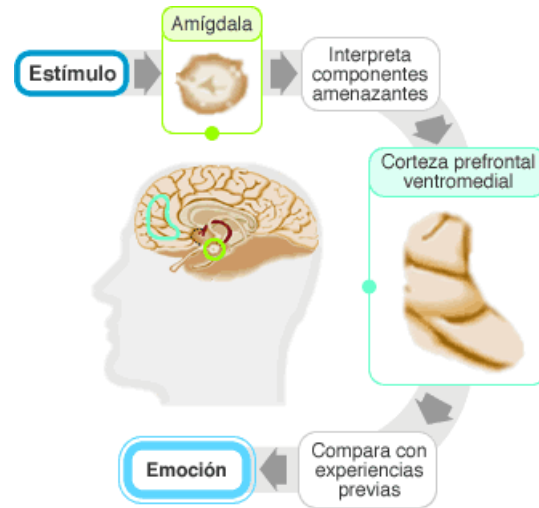 Estímulo
Amígdala
Interpreta
componentes
amenazantes
Corteza prefrontal
ventromedial
Compara con
experiencias
previas
Emoción